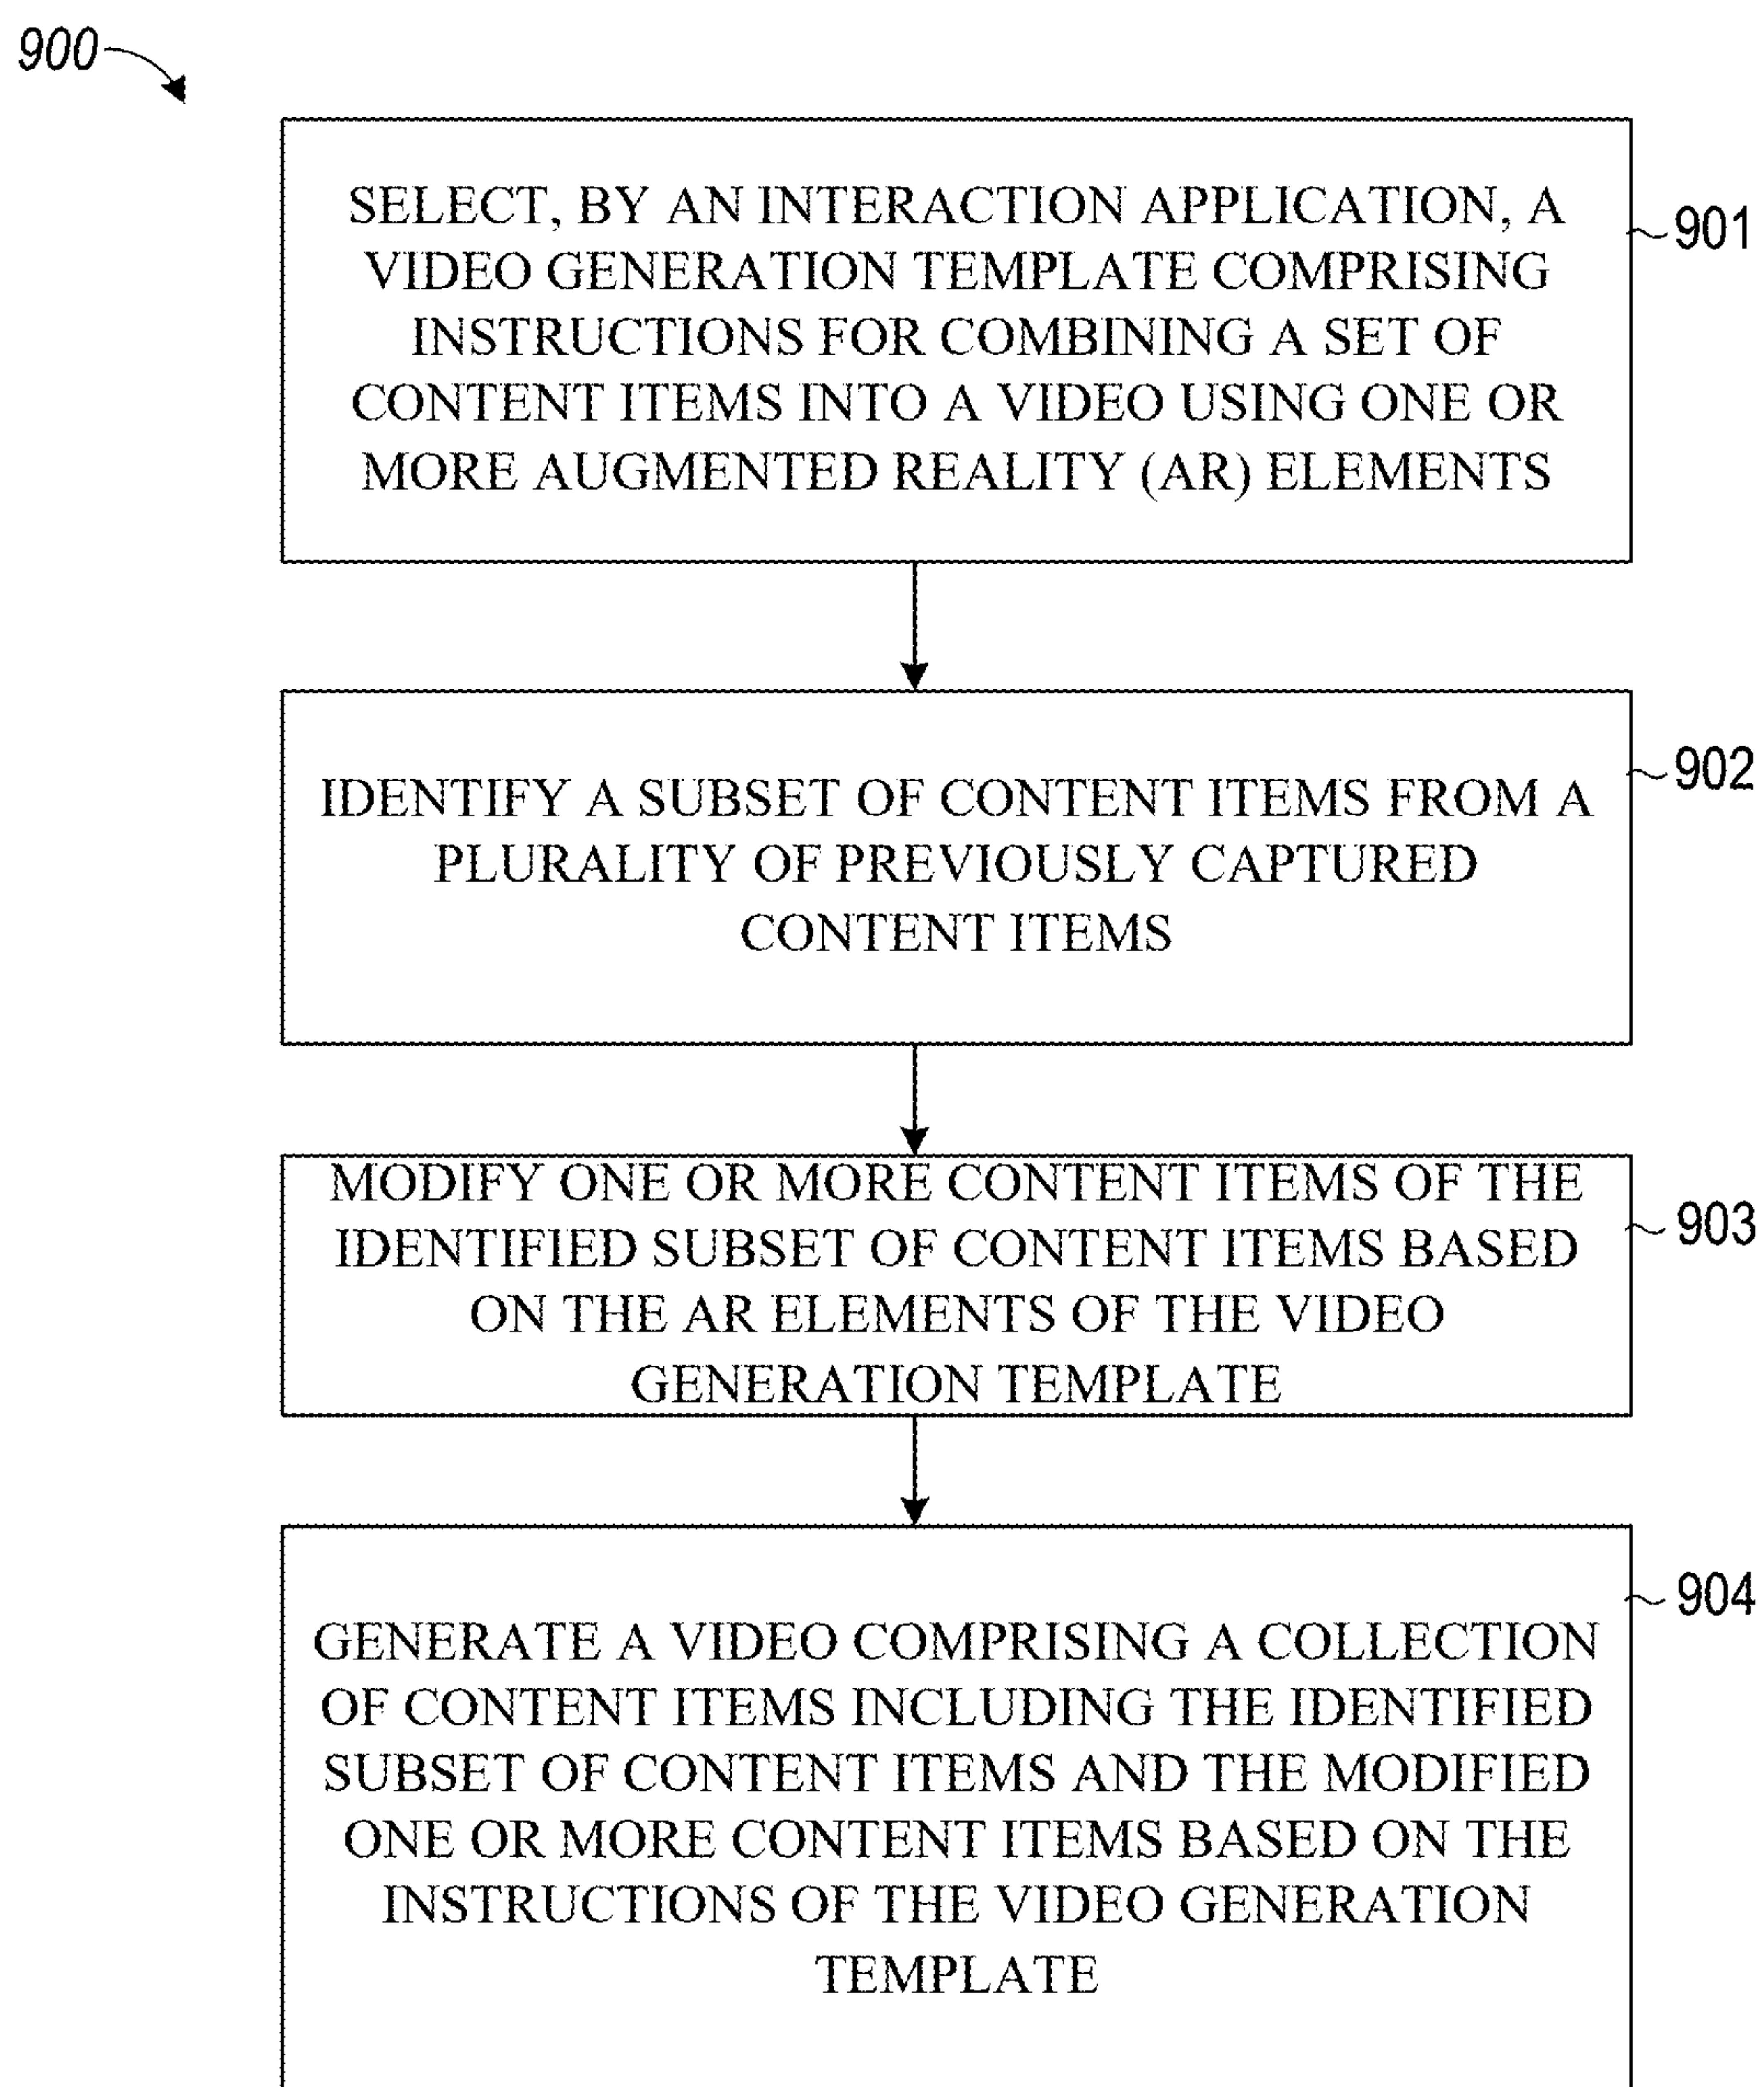 900
SELECT, BY AN INTERACTION APPLICATION, A
VIDEO GENERATION TEMPLATE COMPRISING
INSTRUCTIONS FOR COMBINING A SET OF
CONTENT ITEMS INTO A VIDEO USING ONE OR
MORE AUGMENTED REALITY (AR) ELEMENTS
901
IDENTIFY A SUBSET OF CONTENT ITEMS FROM A
PLURALITY OF PREVIOUSLY CAPTURED
CONTENT ITEMS
902
MODIFY ONE OR MORE CONTENT ITEMS OF THE
IDENTIFIED SUBSET OF CONTENT ITEMS BASED
ON THE AR ELEMENTS OF THE VIDEO
GENERATION TEMPLATE
903
GENERATE A VIDEO COMPRISING A COLLECTION
OF CONTENT ITEMS INCLUDING THE IDENTIFIED
SUBSET OF CONTENT ITEMS AND THE MODIFIED
ONE OR MORE CONTENT ITEMS BASED ON THE
INSTRUCTIONS OF THE VIDEO GENERATION
TEMPLATE
904